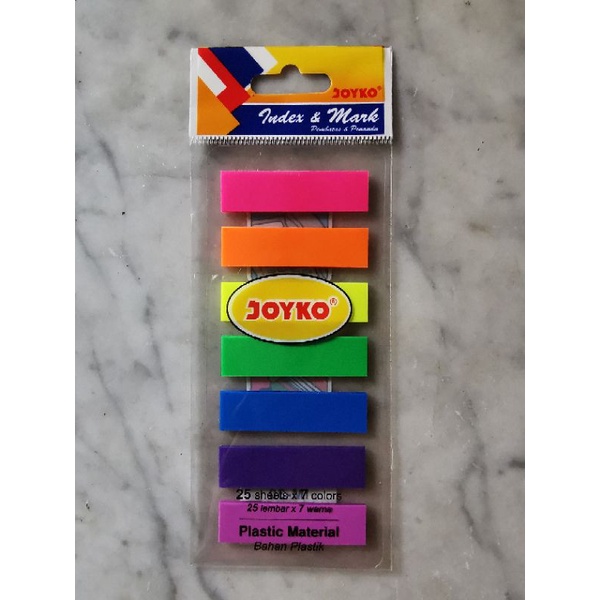 JOYKO®
Index & Mark
Pembatas & Penanda
JOYKO®
25 sheets x 7 colors
25 lembar x 7 warna
Plastic Material
Bahan Plastik